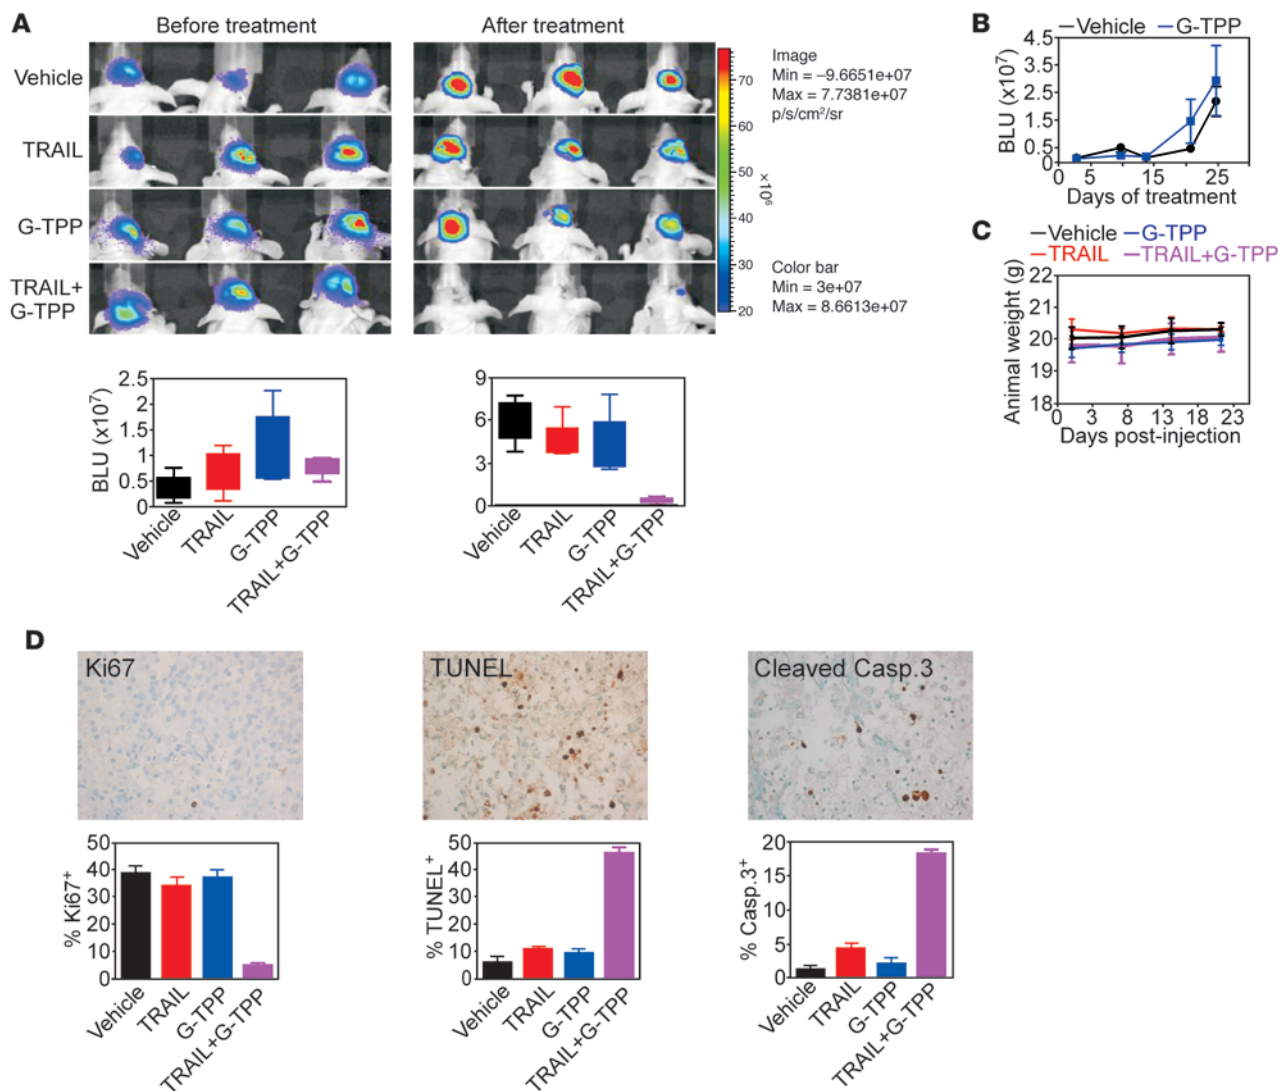 A
Before treatment
After treatment
Vehicle
TRAIL
G-TPP
TRAIL+
G-TPP
70
60
50
40
30
20
×10⁶
Image
Min = –9.6651e+07
Max = 7.7381e+07
p/s/cm²/sr
Color bar
Min = 3e+07
Max = 8.6613e+07
BLU (x10⁷)
2.5
2
1.5
1
0.5
0
Vehicle
TRAIL
G-TPP
TRAIL+G-TPP
9
6
3
0
Vehicle
TRAIL
G-TPP
TRAIL+G-TPP
B
Vehicle G-TPP
BLU (x10⁷)
4.5
3.5
2.5
1.5
0.5
0
0 5 15 25
Days of treatment
C
Vehicle G-TPP
TRAIL TRAIL+G-TPP
Animal weight (g)
22
21
20
19
18
0 3 8 13 18 23
Days post-injection
D
Ki67
% Ki67⁺
50
40
30
20
10
0
Vehicle
TRAIL
G-TPP
TRAIL+G-TPP
TUNEL
% TUNEL⁺
50
40
30
20
10
0
Vehicle
TRAIL
G-TPP
TRAIL+G-TPP
Cleaved Casp.3
% Casp.3⁺
20
15
10
5
0
Vehicle
TRAIL
G-TPP
TRAIL+G-TPP